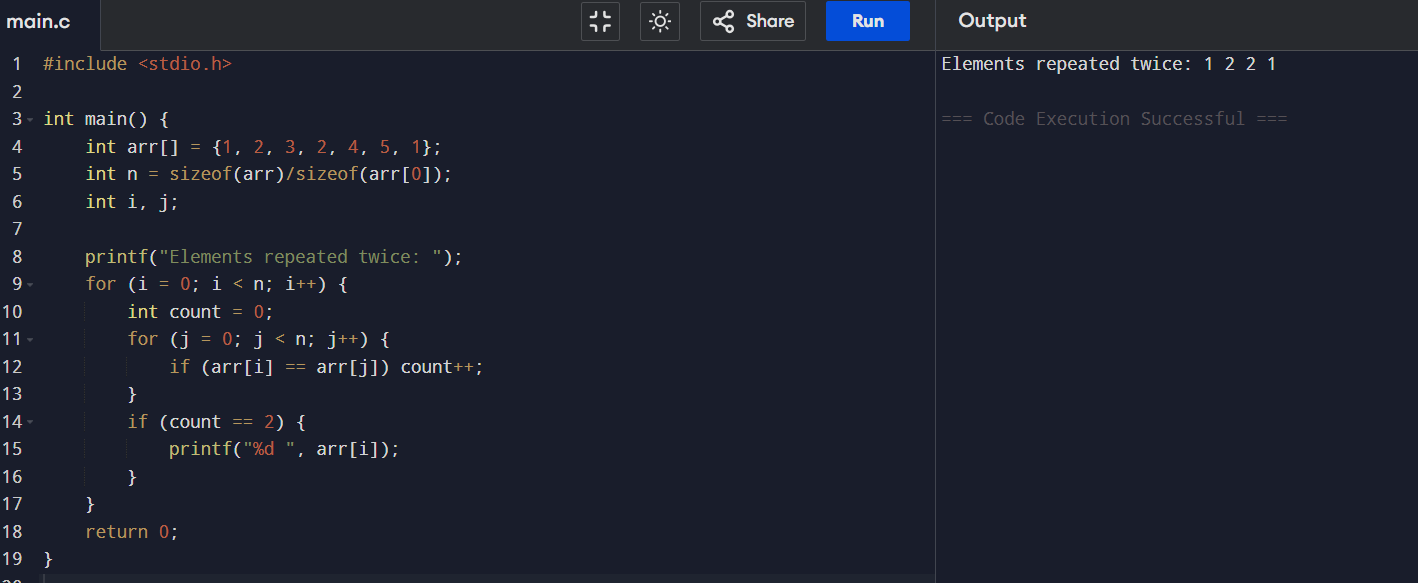 main.c
Share
Run
Output
1 #include <stdio.h>
2
3 int main() {
4     int arr[] = {1, 2, 3, 2, 4, 5, 1};
5     int n = sizeof(arr)/sizeof(arr[0]);
6     int i, j;
7
8     printf("Elements repeated twice: ");
9     for (i = 0; i < n; i++) {
10         int count = 0;
11         for (j = 0; j < n; j++) {
12             if (arr[i] == arr[j]) count++;
13         }
14         if (count == 2) {
15             printf("%d ", arr[i]);
16         }
17     }
18     return 0;
19 }
Elements repeated twice: 1 2 2 1
=== Code Execution Successful ===